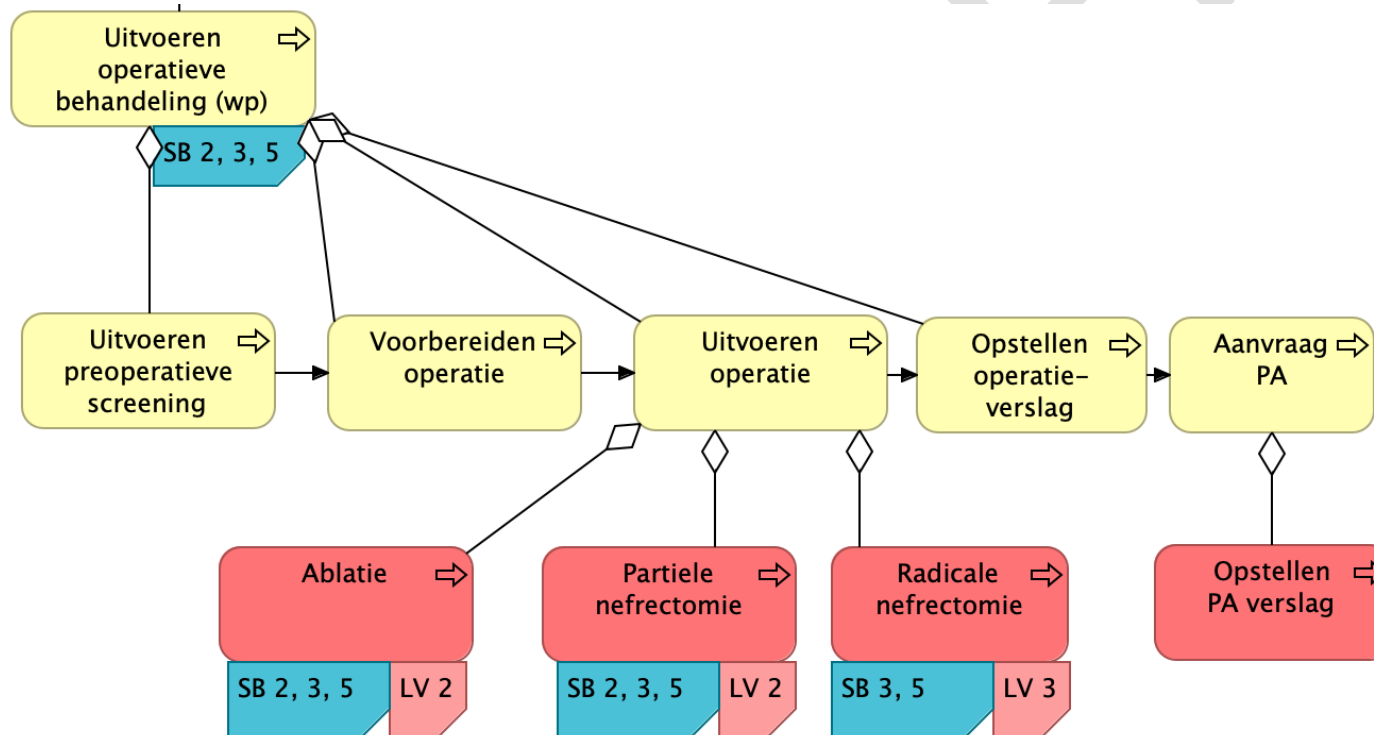 Uitvoeren
operatieve
behandeling (wp)
SB 2, 3, 5
Uitvoeren
preoperatieve
screening
Voorbereiden
operatie
Uitvoeren
operatie
Opstellen
operatie-
verslag
Aanvraag
PA
Ablatie
SB 2, 3, 5
LV 2
Partiele
nefrectomie
SB 2, 3, 5
LV 2
Radicale
nefrectomie
SB 3, 5
LV 3
Opstellen
PA verslag